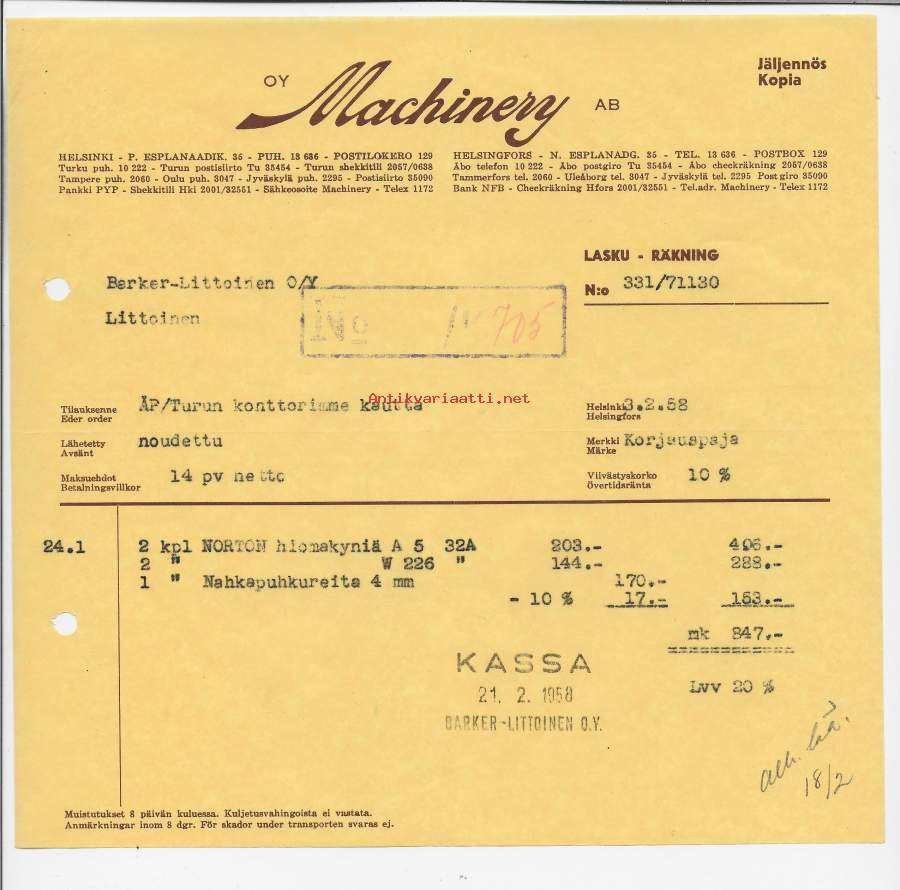 OY Machinery AB
Jäljennös
Kopia
HELSINKI - P. ESPLANAADIK. 35 - PUH. 13 636 - POSTILOKERO 129
Turku puh. 10 222 - Turun postisiirto Tu 35454 - Turun shekkitili 2057/0638
Tampere puh. 2060 - Oulu puh. 3047 - Jyväskylä puh. 2295 - Postisiirto 35090
Pankki PYP - Shekkitili Hki 2001/32551 - Sähkeosoite Machinery - Telex 1172
HELSINGFORS - N. ESPLANADG. 35 - TEL. 13 636 - POSTBOX 129
Åbo telefon 10 222 - Åbo postgiro Tu 35454 - Åbo checkräkning 2057/0638
Tammerfors tel. 2060 - Uleåborg tel. 3047 - Jyväskylä tel. 2295 Postgiro 35090
Bank NFB - Checkräkning Hfors 2001/32551 - Tel.adr. Machinery - Telex 1172
LASKU - RÄKNING
N:o 331/71130
Barker-Littoinen O/Y
Littoinen
No 705
Antikvariaatti.net
Tilauksenne ÅP/Turun konttorimme kautta
Eder order
Helsinki 3.2.58
Helsingfors
Lähetetty noudettu
Avsänt
Merkki Korjauspaja
Märke
Maksuehdot 14 pv netto
Betalningsvillkor
Viivästyskorko 10 %
Övertidsränta
24.1 2 kpl NORTON hiomakyniä A 5 32A 203.- 406.-
2 " W 226 " 144.- 288.-
1 " Nahkapuhkureita 4 mm 170.-
- 10 % 17.- 153.-
mk 847.-
Lvv 20 %
KASSA
21. 2. 1958
BARKER-LITTOINEN O.Y.
18/2
Muistutukset 8 päivän kuluessa. Kuljetusvahingoista ei vastata.
Anmärkningar inom 8 dgr. För skador under transporten svaras ej.